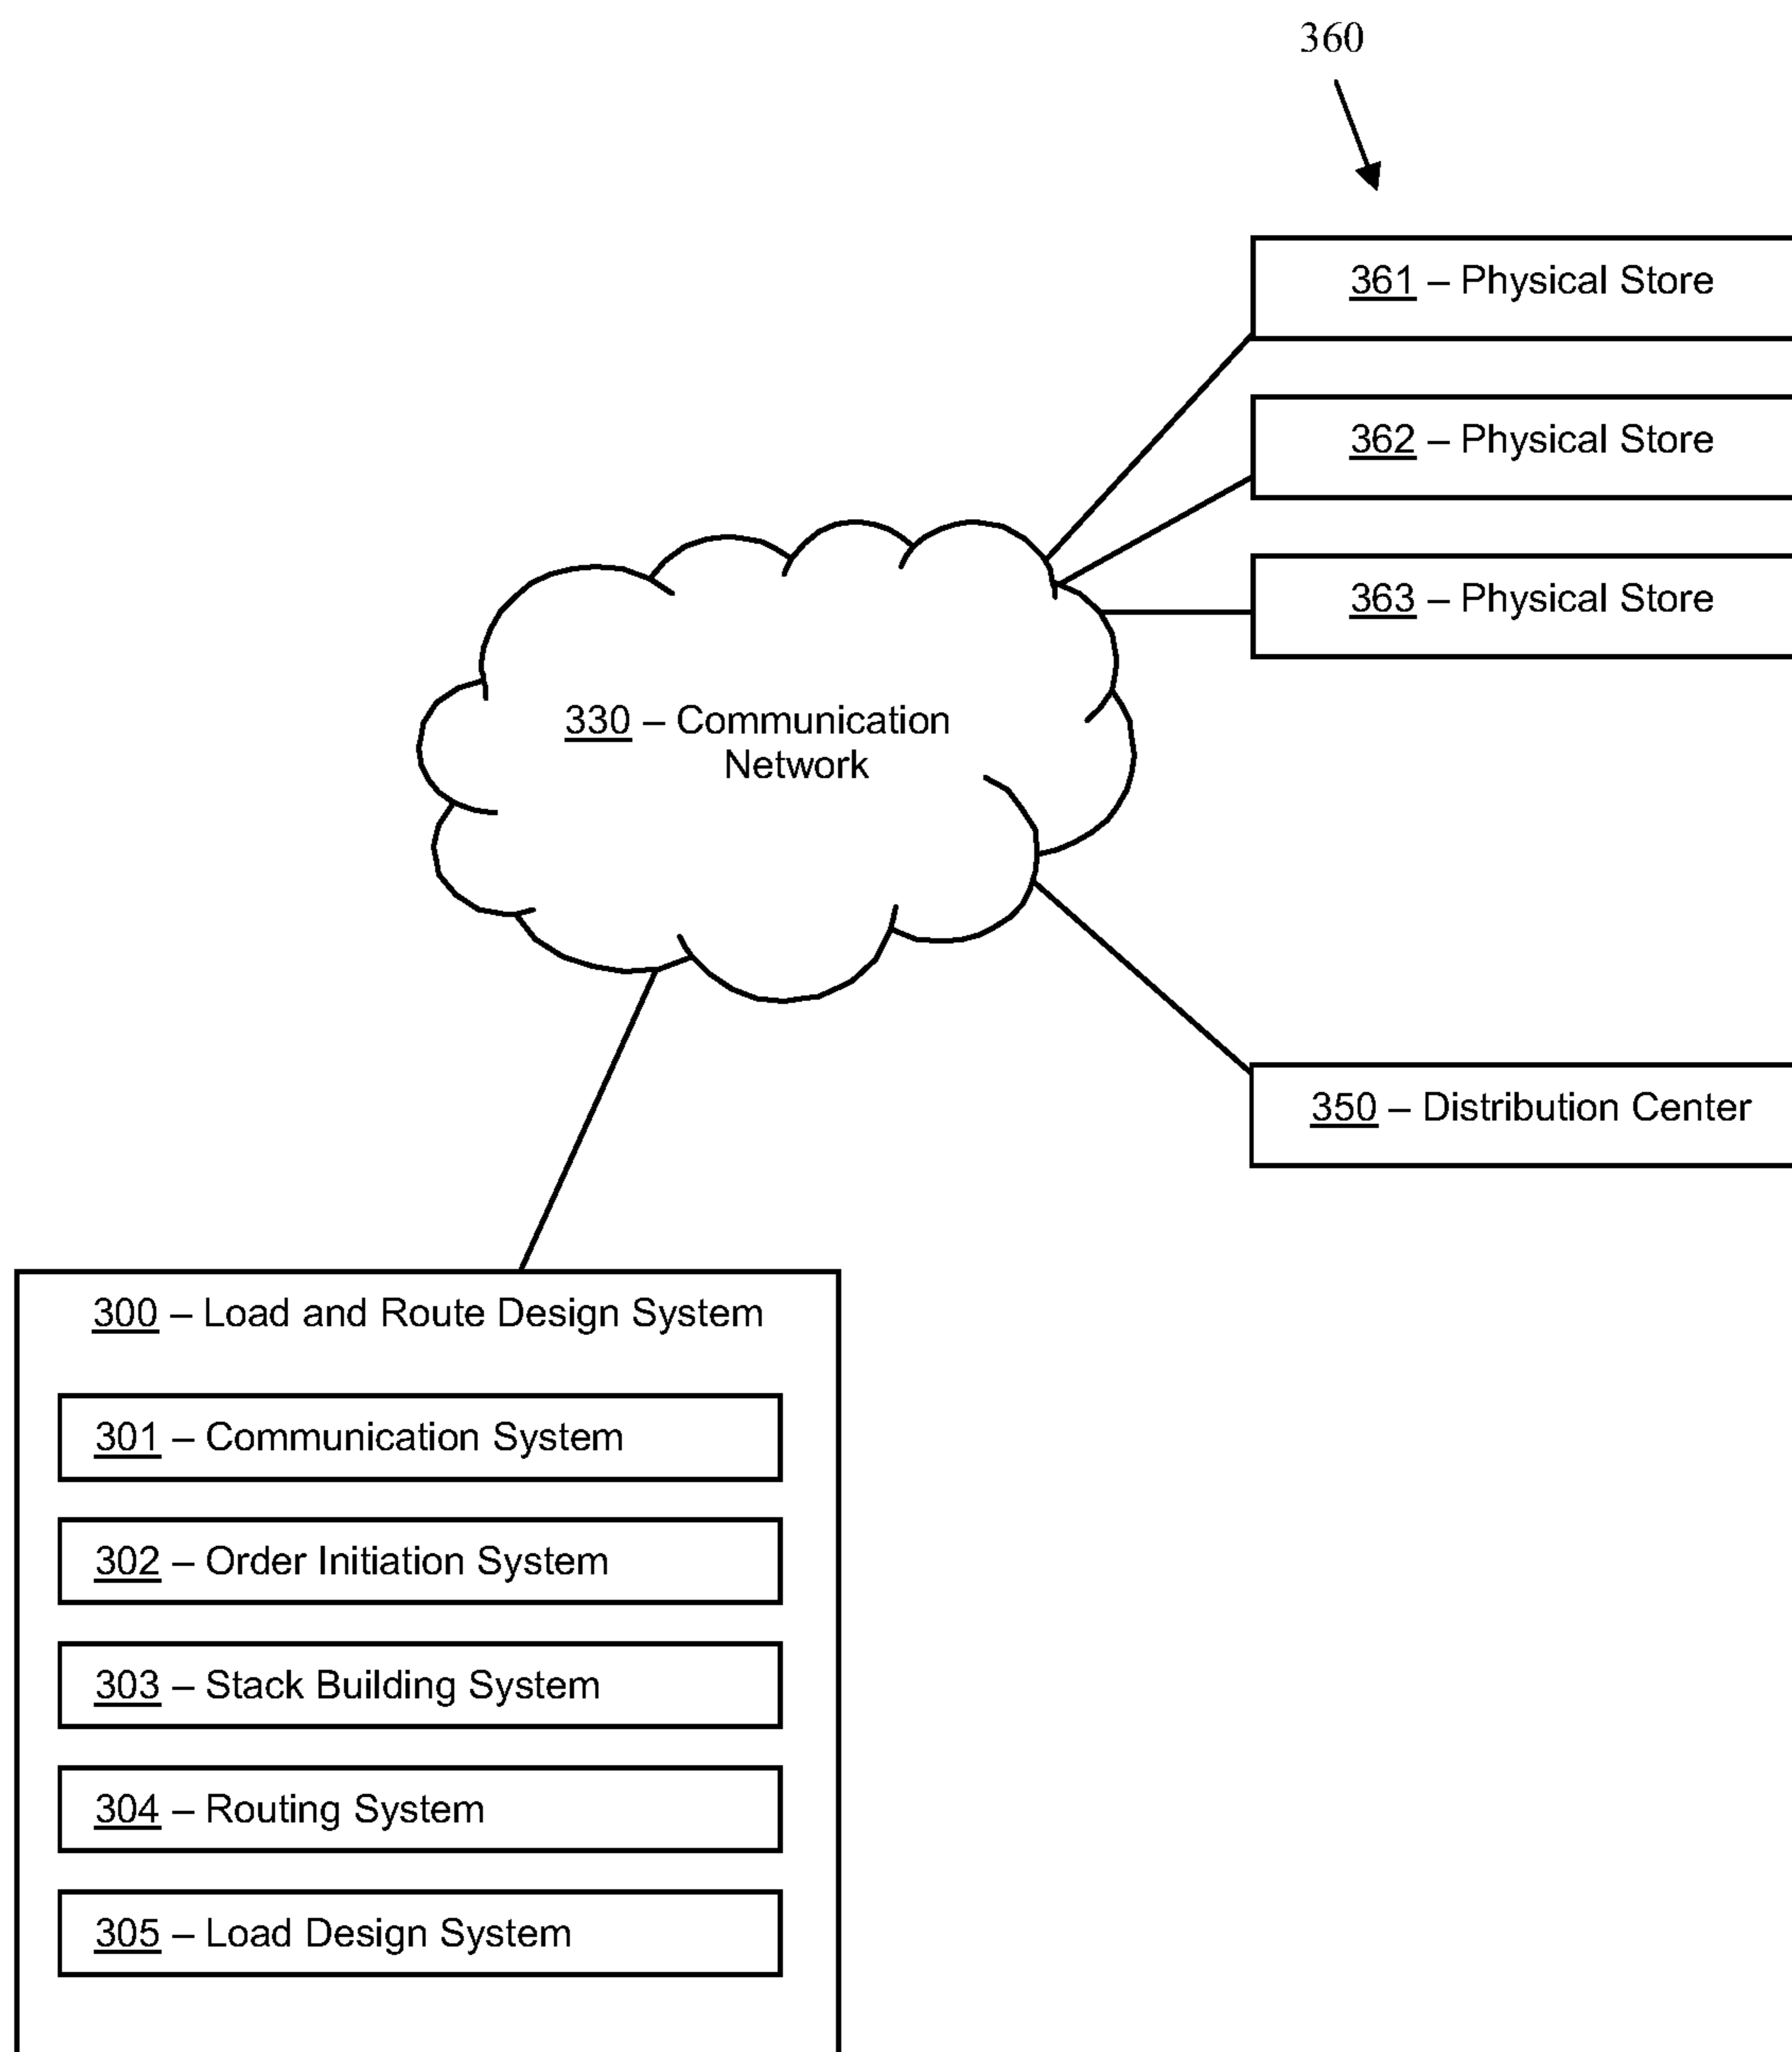 360
361 – Physical Store
362 – Physical Store
363 – Physical Store
330 – Communication
Network
350 – Distribution Center
300 – Load and Route Design System
301 – Communication System
302 – Order Initiation System
303 – Stack Building System
304 – Routing System
305 – Load Design System